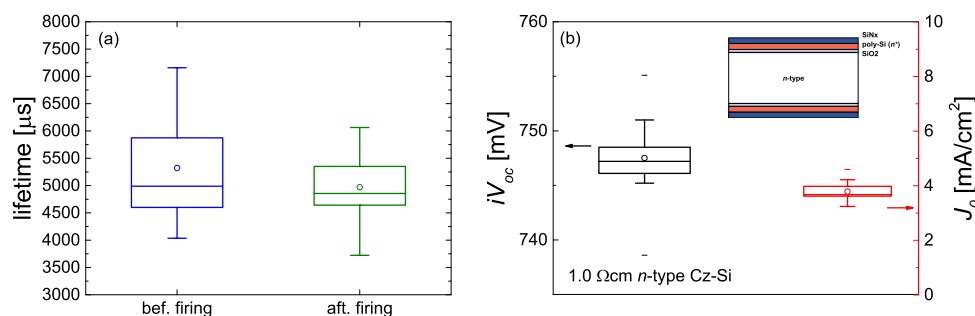 (a)
lifetime [µs]
8000
7500
7000
6500
6000
5500
5000
4500
4000
3500
3000
bef. firing
aft. firing
(b)
iVoc [mV]
760
750
740
SiNx
poly-Si (n⁺)
SiO2
n-type
1.0 Ωcm n-type Cz-Si
10
8
6
4
2
0
J0 [mA/cm²]